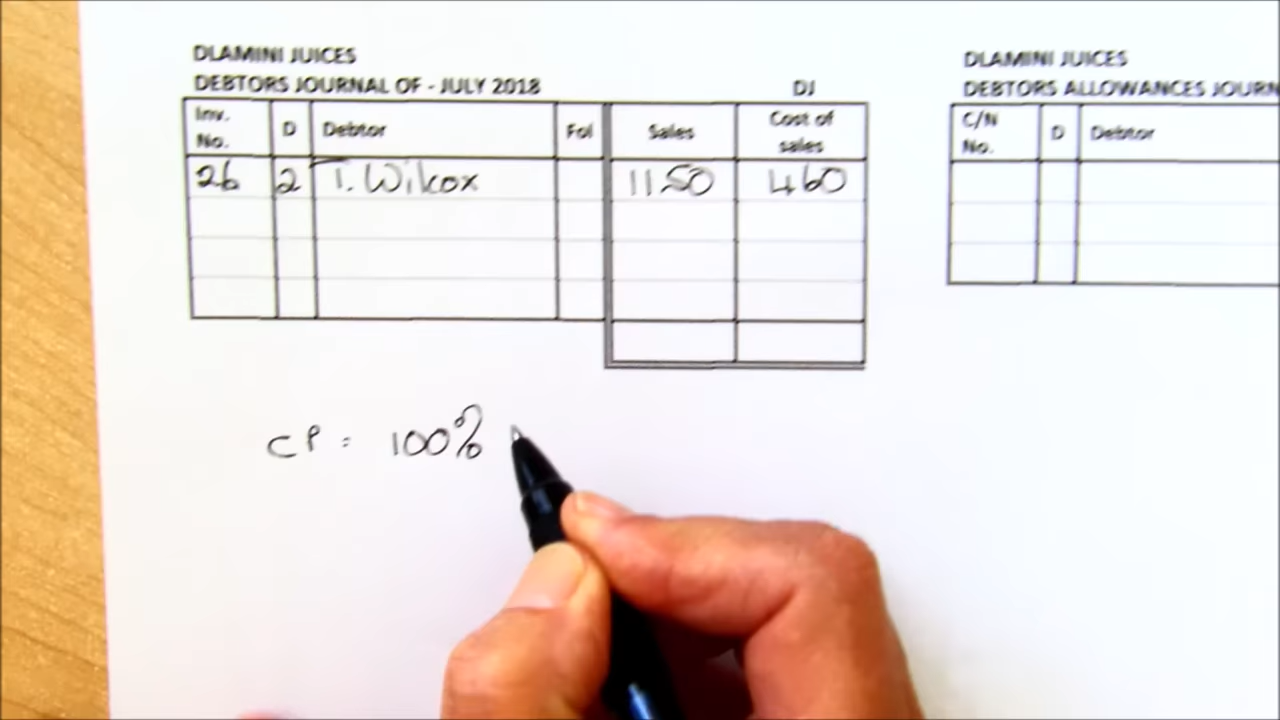 DLAMINI JUICES
DEBTORS JOURNAL OF - JULY 2018 DJ
Inv. No. D Debtor Fol Sales Cost of sales
26 2 T. Wilcox 1150 460
DLAMINI JUICES
DEBTORS ALLOWANCES JOURN
C/N No. D Debtor
CP = 100%